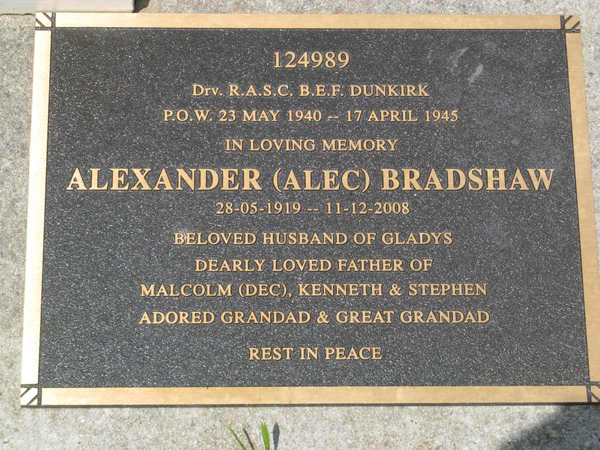 124989
Drv. R.A.S.C. B.E.F. DUNKIRK
P.O.W. 23 MAY 1940 -- 17 APRIL 1945
IN LOVING MEMORY
ALEXANDER (ALEC) BRADSHAW
28-05-1919 -- 11-12-2008
BELOVED HUSBAND OF GLADYS
DEARLY LOVED FATHER OF
MALCOLM (DEC), KENNETH & STEPHEN
ADORED GRANDAD & GREAT GRANDAD
REST IN PEACE